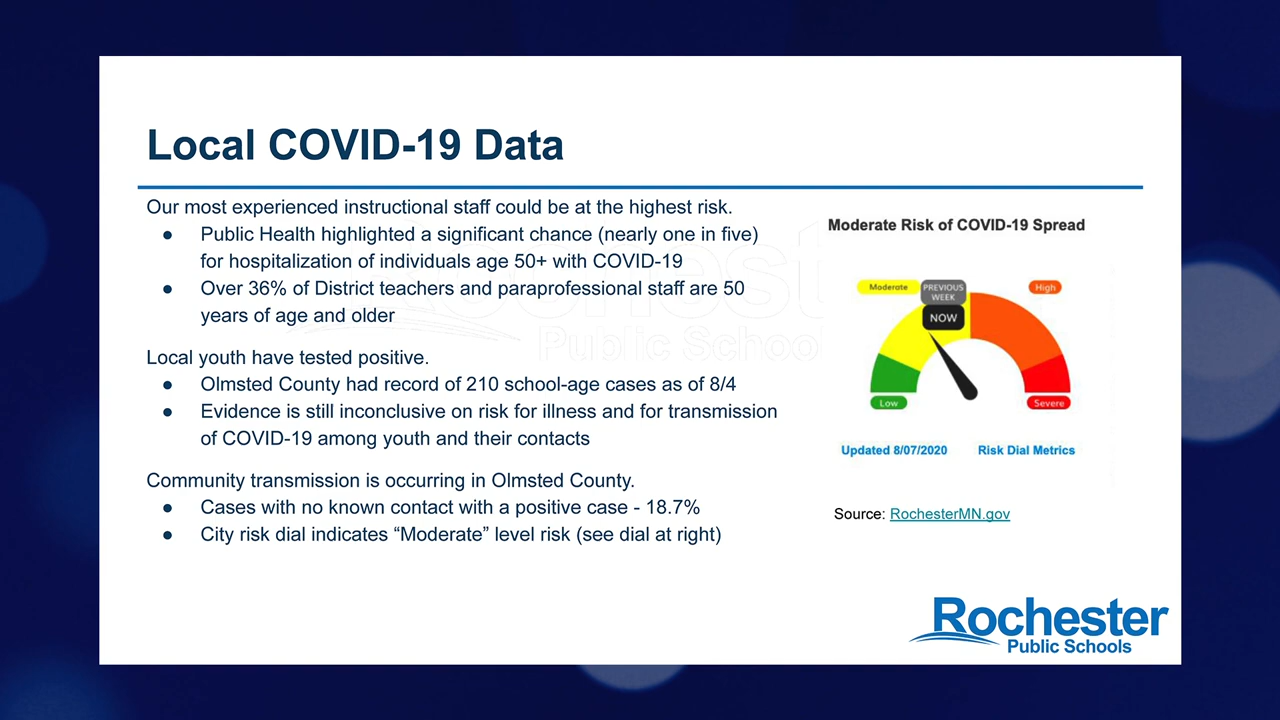 Local COVID-19 Data
Our most experienced instructional staff could be at the highest risk.
● Public Health highlighted a significant chance (nearly one in five)
for hospitalization of individuals age 50+ with COVID-19
● Over 36% of District teachers and paraprofessional staff are 50
years of age and older
Local youth have tested positive.
● Olmsted County had record of 210 school-age cases as of 8/4
● Evidence is still inconclusive on risk for illness and for transmission
of COVID-19 among youth and their contacts
Community transmission is occurring in Olmsted County.
● Cases with no known contact with a positive case - 18.7%
● City risk dial indicates “Moderate” level risk (see dial at right)
Moderate Risk of COVID-19 Spread
Moderate
PREVIOUS
WEEK
NOW
High
Low
Severe
Updated 8/07/2020 Risk Dial Metrics
Source: RochesterMN.gov
Rochester
Public Schools
Rochest
Public School